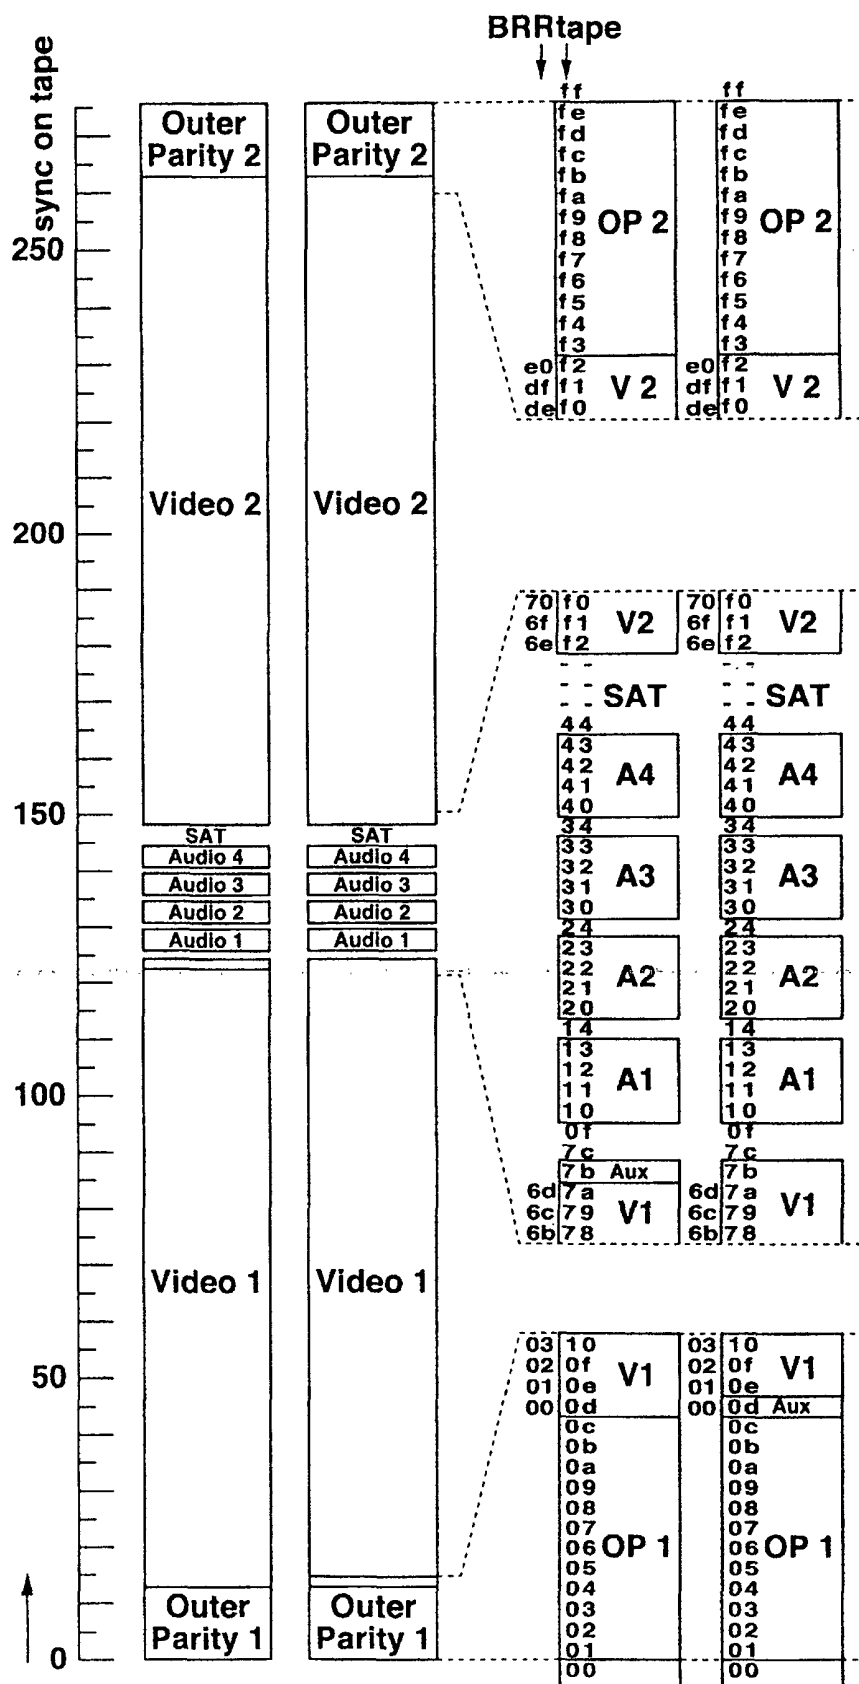 BRR tape
sync on tape
250
200
150
100
50
0
Outer
Parity 2
Video 2
SAT
Audio 4
Audio 3
Audio 2
Audio 1
Video 1
Outer
Parity 1
Outer
Parity 2
Video 2
SAT
Audio 4
Audio 3
Audio 2
Audio 1
Video 1
Outer
Parity 1
ff
fe
fd
fc
fb
fa
f9 OP 2
f8
f7
f6
f5
f4
f3
e0 f2
df f1 V 2
de f0
70 f0
6f f1 V2
6e f2
SAT
44
43
42 A4
41
40
34
33
32 A3
31
30
24
23
22 A2
21
20
14
13
12 A1
11
10
0f
7c
7b Aux
6d 7a
6c 79 V1
6b 78
03 10
02 0f V1
01 0e
00 0d
0c
0b
0a
09
08
07
06 OP 1
05
04
03
02
01
00
ff
fe
fd
fc
fb
fa
f9 OP 2
f8
f7
f6
f5
f4
f3
e0 f2
df f1 V 2
de f0
70 f0
6f f1 V2
6e f2
SAT
44
43
42 A4
41
40
34
33
32 A3
31
30
24
23
22 A2
21
20
14
13
12 A1
11
10
0f
7c
7b
6d 7a V1
6c 79
6b 78
03 10
02 0f V1
01 0e
00 0d Aux
0c
0b
0a
09
08
07
06 OP 1
05
04
03
02
01
00